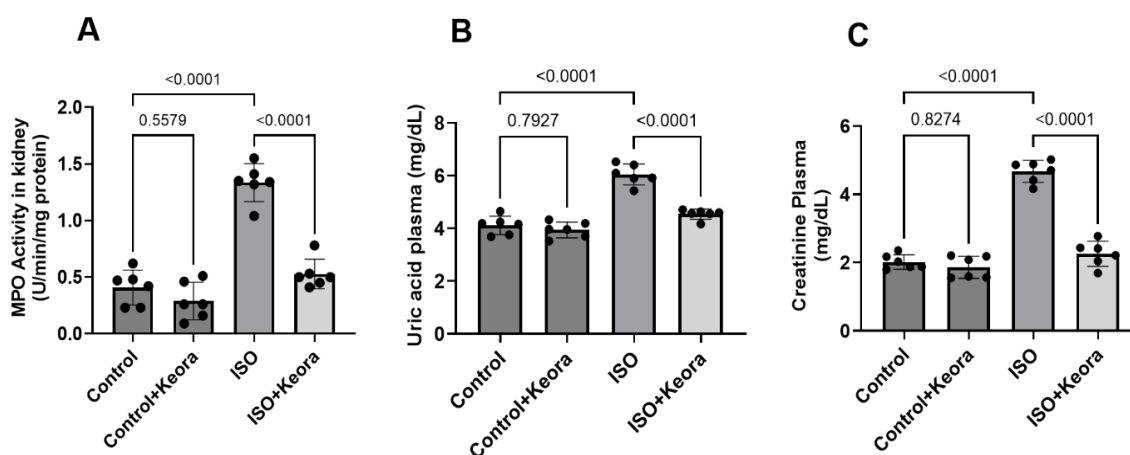 A
<0.0001
0.5579
<0.0001
MPO Activity in kidney
(U/min/mg protein)
2.0
1.5
1.0
0.5
0.0
Control
Control+Keora
ISO
ISO+Keora
B
<0.0001
0.7927
<0.0001
Uric acid plasma (mg/dL)
8
6
4
2
0
Control
Control+Keora
ISO
ISO+Keora
C
<0.0001
0.8274
<0.0001
Creatinine Plasma
(mg/dL)
6
4
2
0
Control
Control+Keora
ISO
ISO+Keora